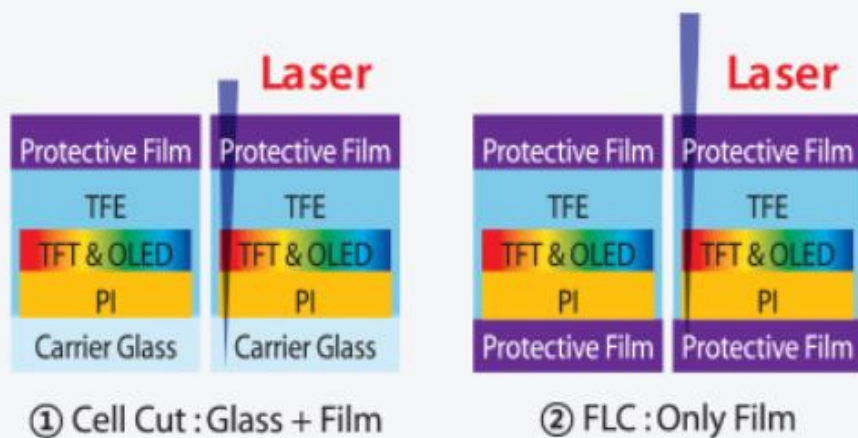 Laser Laser
Protective Film Protective Film Protective Film Protective Film
TFE TFE TFE TFE
TFT & OLED TFT & OLED TFT & OLED TFT & OLED
PI PI PI PI
Carrier Glass Carrier Glass Protective Film Protective Film
① Cell Cut : Glass + Film ② FLC : Only Film